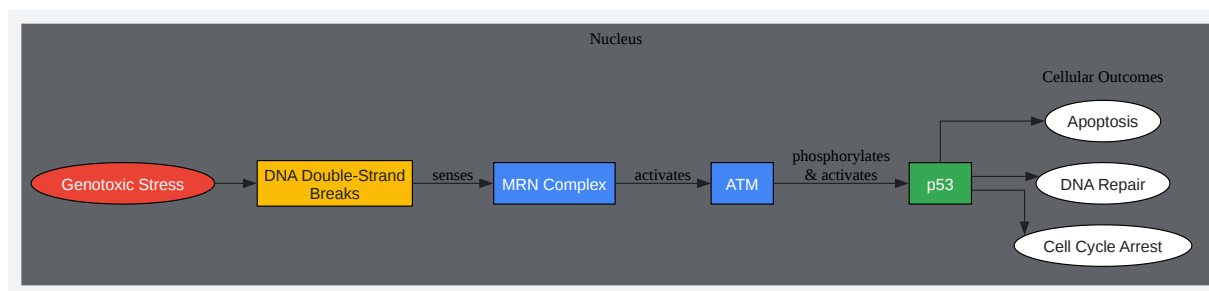 Nucleus
Cellular Outcomes
Apoptosis
Genotoxic Stress
DNA Double-Strand
Breaks
senses
MRN Complex
activates
ATM
phosphorylates
& activates
p53
DNA Repair
Cell Cycle Arrest